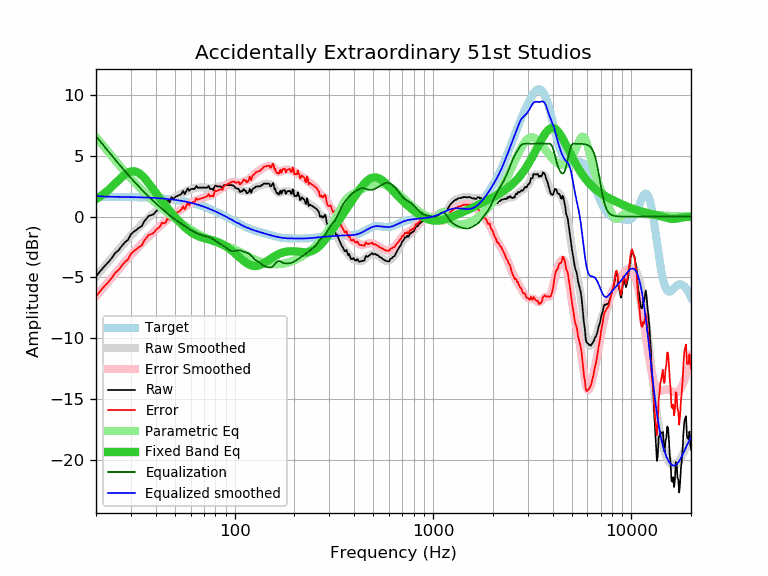 Accidentally Extraordinary 51st Studios
Amplitude (dBr)
10
5
0
−5
−10
−15
−20
Target
Raw Smoothed
Error Smoothed
Raw
Error
Parametric Eq
Fixed Band Eq
Equalization
Equalized smoothed
100
1000
10000
Frequency (Hz)